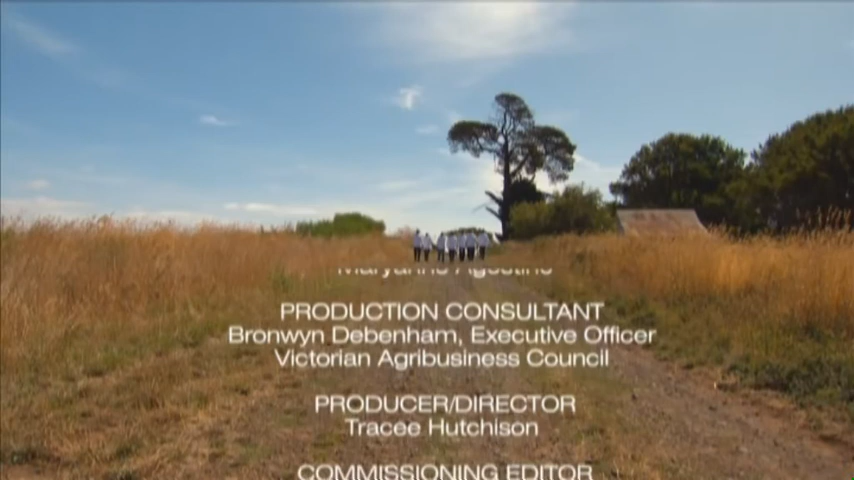 PRODUCTION CONSULTANT
Bronwyn Debenham, Executive Officer
Victorian Agribusiness Council
PRODUCER/DIRECTOR
Tracee Hutchison
COMMISSIONING EDITOR